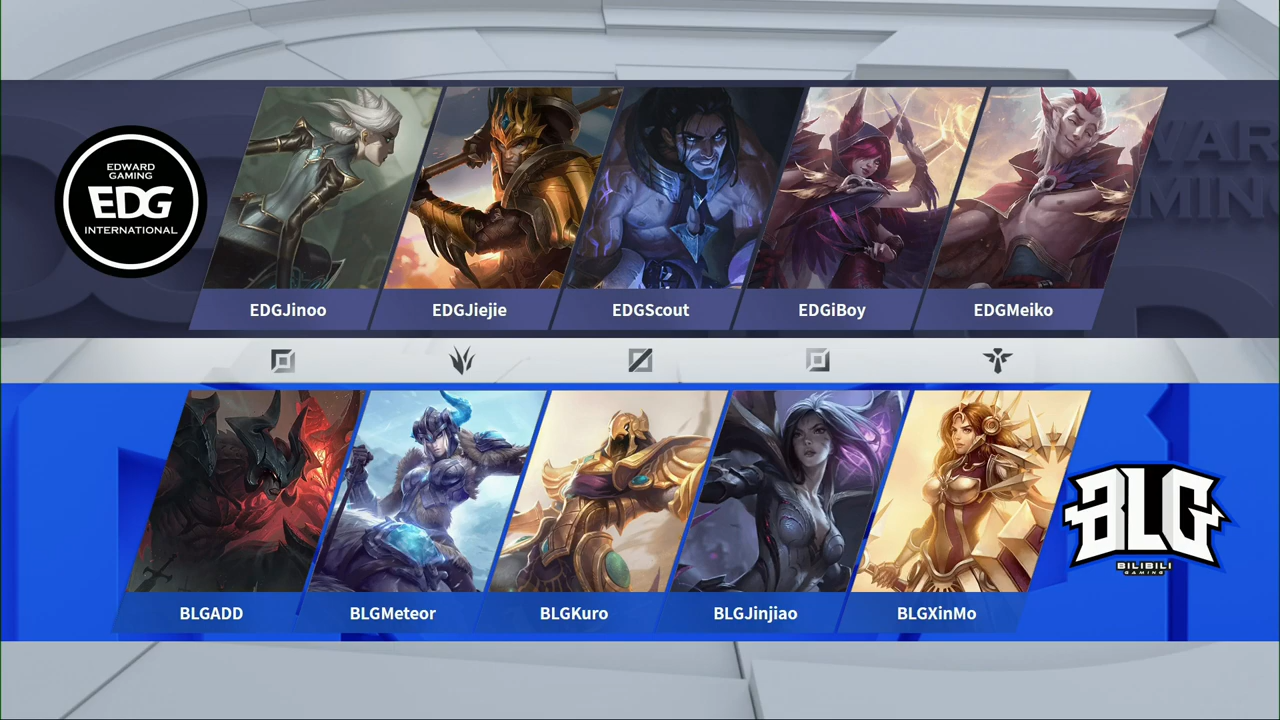 EDWARD
GAMING
EDG
INTERNATIONAL
EDGJinoo
EDGJiejie
EDGScout
EDGiBoy
EDGMeiko
BLGADD
BLGMeteor
BLGKuro
BLGJinjiao
BLGXinMo
BLG
BILIBILI
GAMING